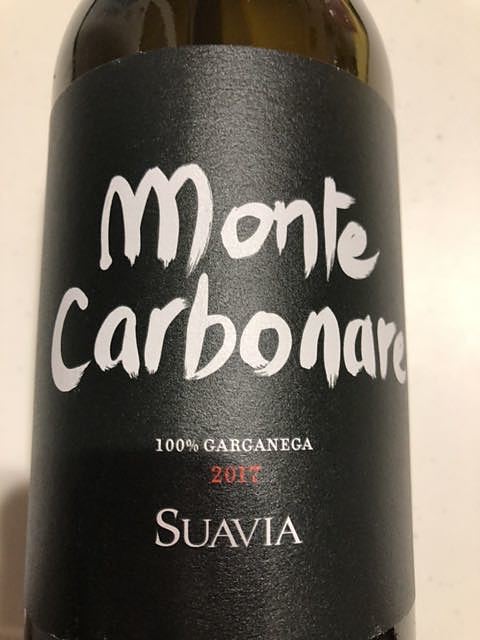 Monte
Carbonare
100% GARGANEGA
2017
SUAVIA